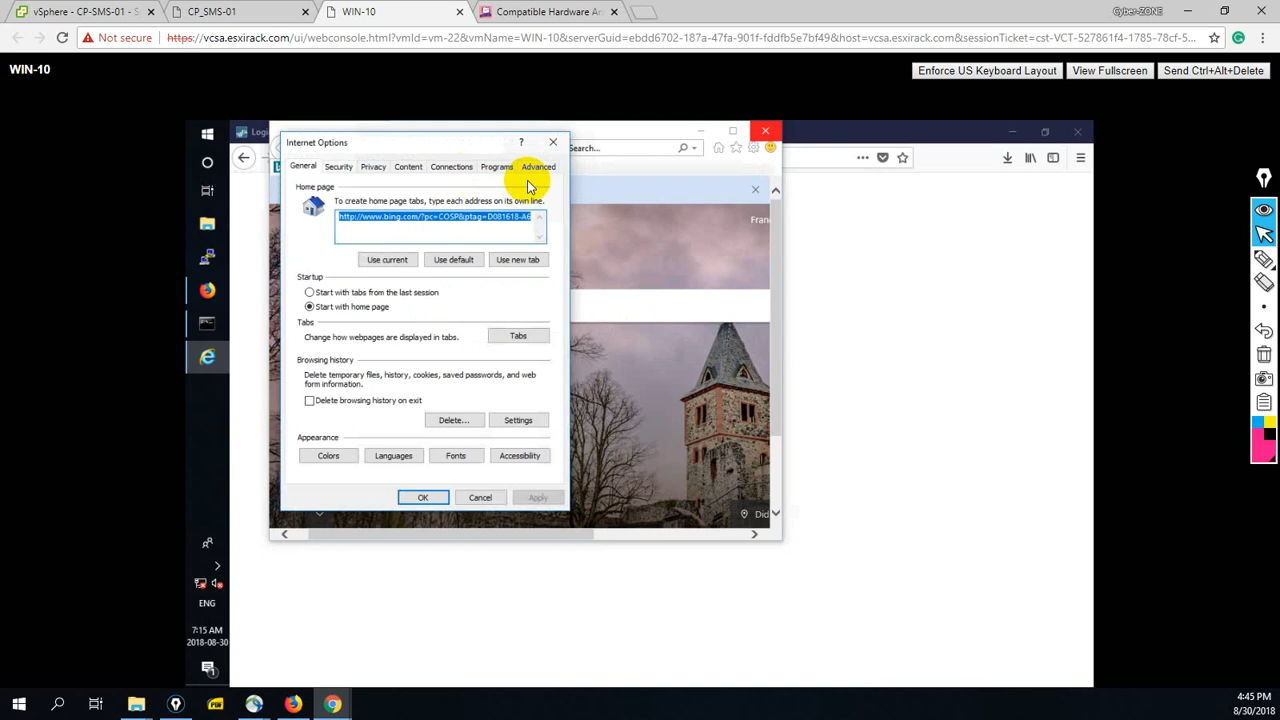 vSphere - CP-SMS-01 - S
CP_SMS-01
WIN-10
Compatible Hardware An
Cyber-ZONE
Not secure
https://vcsa.esxirack.com/ui/webconsole.html?vmId=vm-22&vmName=WIN-10&serverGuid=ebdd6702-187a-47fa-901f-fddfb5e7bf49&host=vcsa.esxirack.com&sessionTicket=cst-VCT-527861f4-1785-78cf-5...
WIN-10
Enforce US Keyboard Layout
View Fullscreen
Send Ctrl+Alt+Delete
Internet Options
?
Search...
General
Security
Privacy
Content
Connections
Programs
Advanced
Home page
To create home page tabs, type each address on its own line.
http://www.bing.com/?pc=COSP&ptag=D081618-A6
Use current
Use default
Use new tab
Startup
Start with tabs from the last session
Start with home page
Tabs
Change how webpages are displayed in tabs.
Tabs
Browsing history
Delete temporary files, history, cookies, saved passwords, and web
form information.
Delete browsing history on exit
Delete...
Settings
Appearance
Colors
Languages
Fonts
Accessibility
OK
Cancel
Apply
ENG
7:15 AM
2018-08-30
4:45 PM
8/30/2018